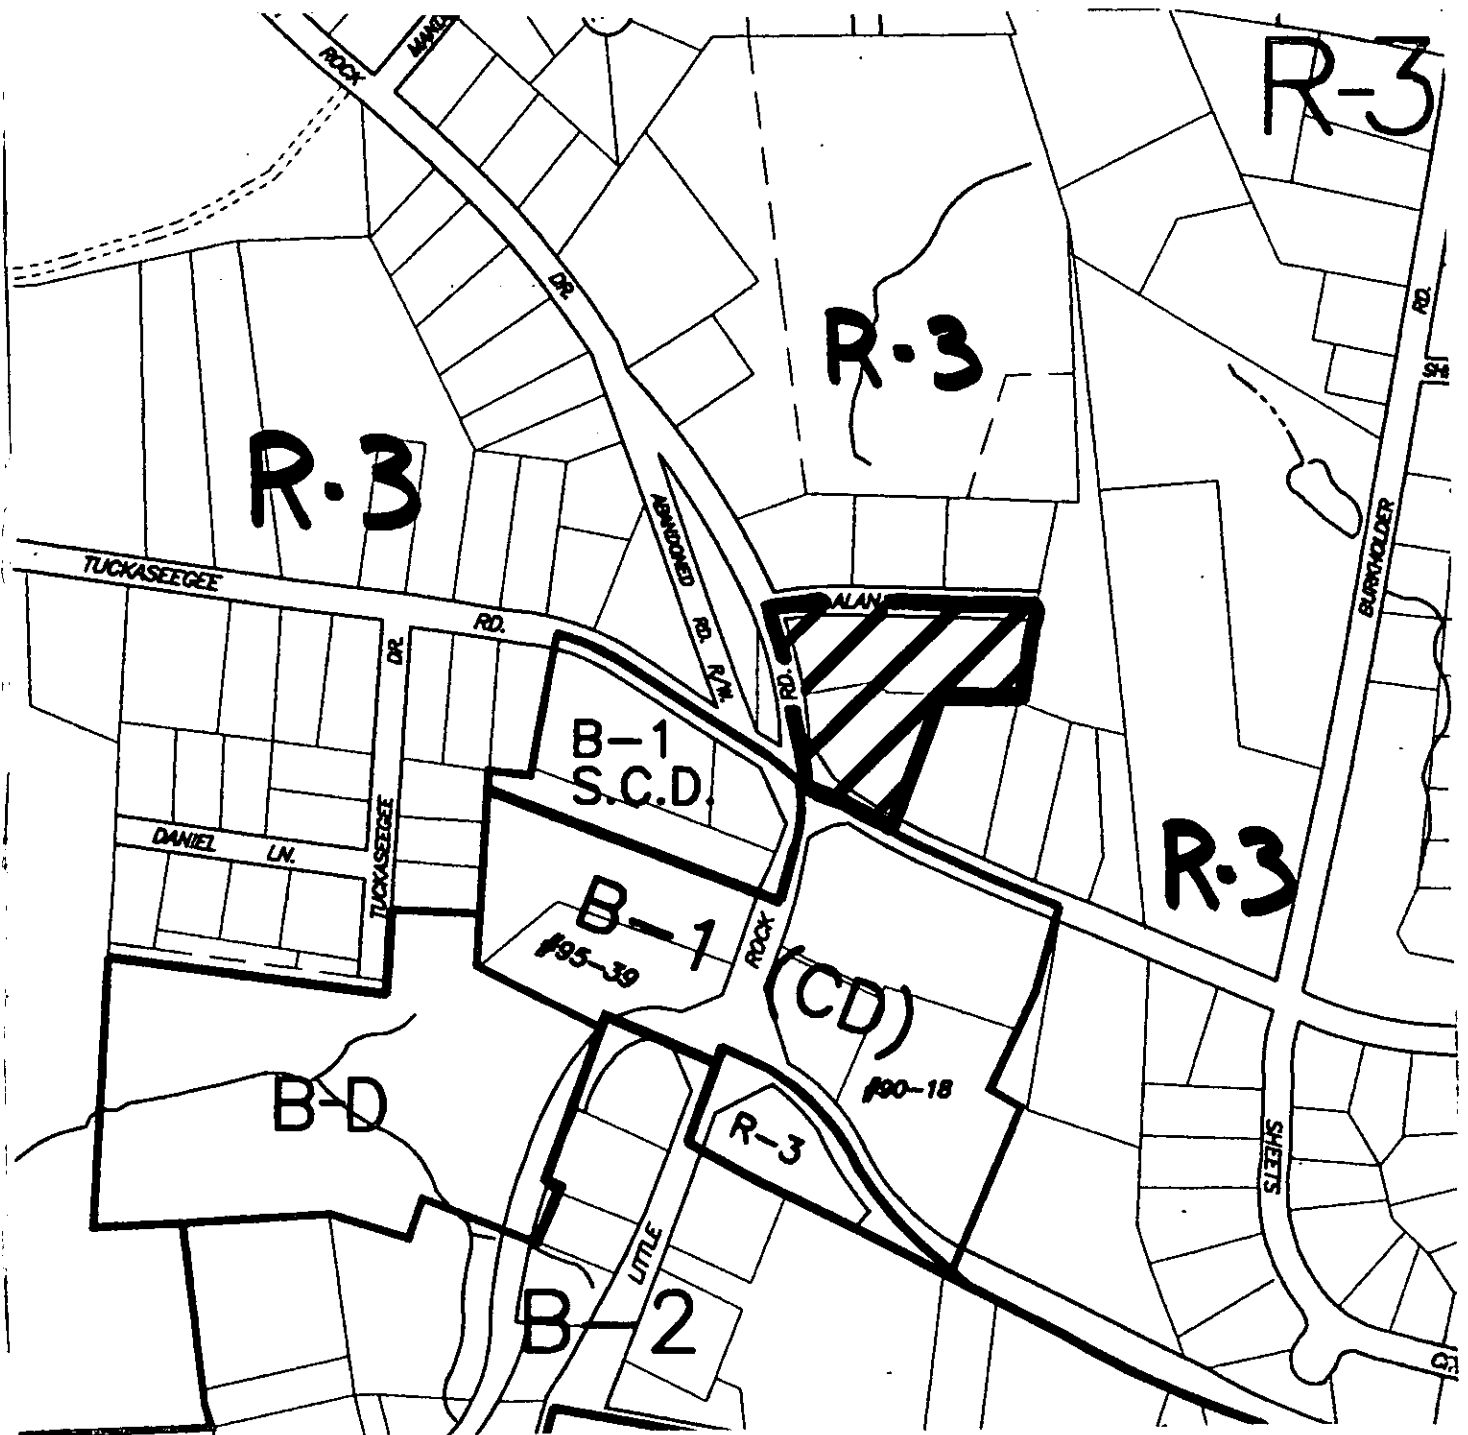 ROCK
R-3
DR.
RD.
R-3
R-3
ABANDONED RD. R/W.
BURKHOLDER
TUCKASEEGEE
RD.
DR.
ALAN
RD.
B-1
S.C.D.
DANIEL LN.
TUCKASEEGEE
R-3
B-1
#95-39
ROCK
(CD)
#90-18
B-D
R-3
SHEETS
LITTLE
B-2